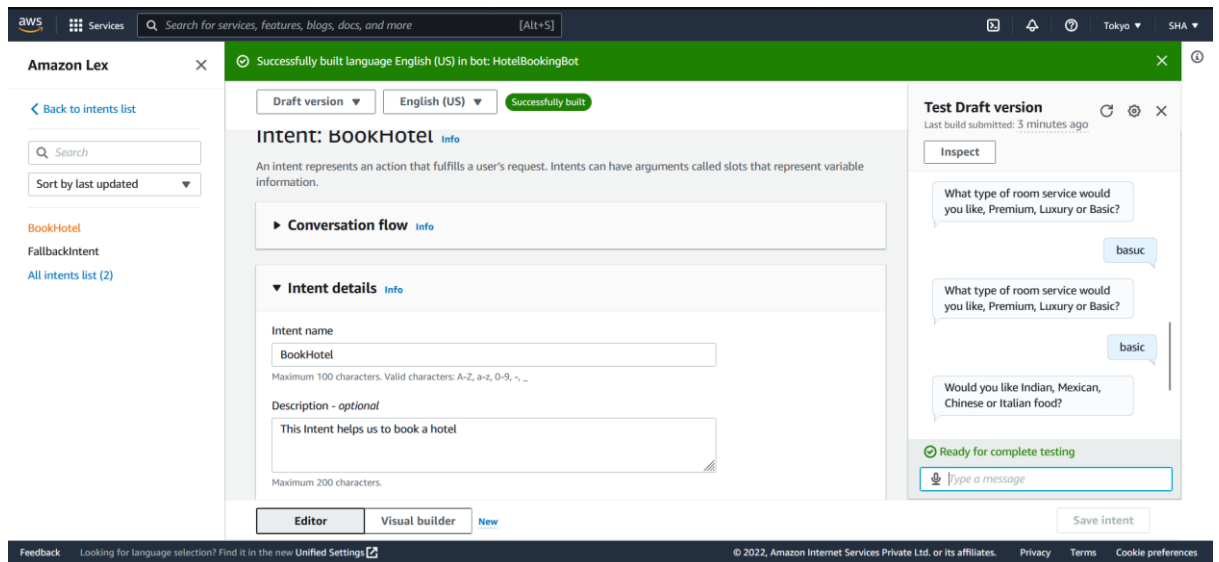 aws
Services
Search for services, features, blogs, docs, and more
[Alt+S]
Tokyo ▼
SHA ▼
Amazon Lex
Back to intents list
Search
Sort by last updated
BookHotel
FallbackIntent
All intents list (2)
Successfully built language English (US) in bot: HotelBookingBot
Draft version ▼
English (US) ▼
Successfully built
Intent: BookHotel Info
An intent represents an action that fulfills a user's request. Intents can have arguments called slots that represent variable
information.
Conversation flow Info
Intent details Info
Intent name
BookHotel
Maximum 100 characters. Valid characters: A-Z, a-z, 0-9, -, _
Description - optional
This Intent helps us to book a hotel
Maximum 200 characters.
Editor
Visual builder
New
Save intent
Test Draft version
Last build submitted: 3 minutes ago
Inspect
What type of room service would
you like, Premium, Luxury or Basic?
basuc
What type of room service would
you like, Premium, Luxury or Basic?
basic
Would you like Indian, Mexican,
Chinese or Italian food?
Ready for complete testing
Type a message
Feedback
Looking for language selection? Find it in the new Unified Settings
© 2022, Amazon Internet Services Private Ltd. or its affiliates.
Privacy
Terms
Cookie preferences